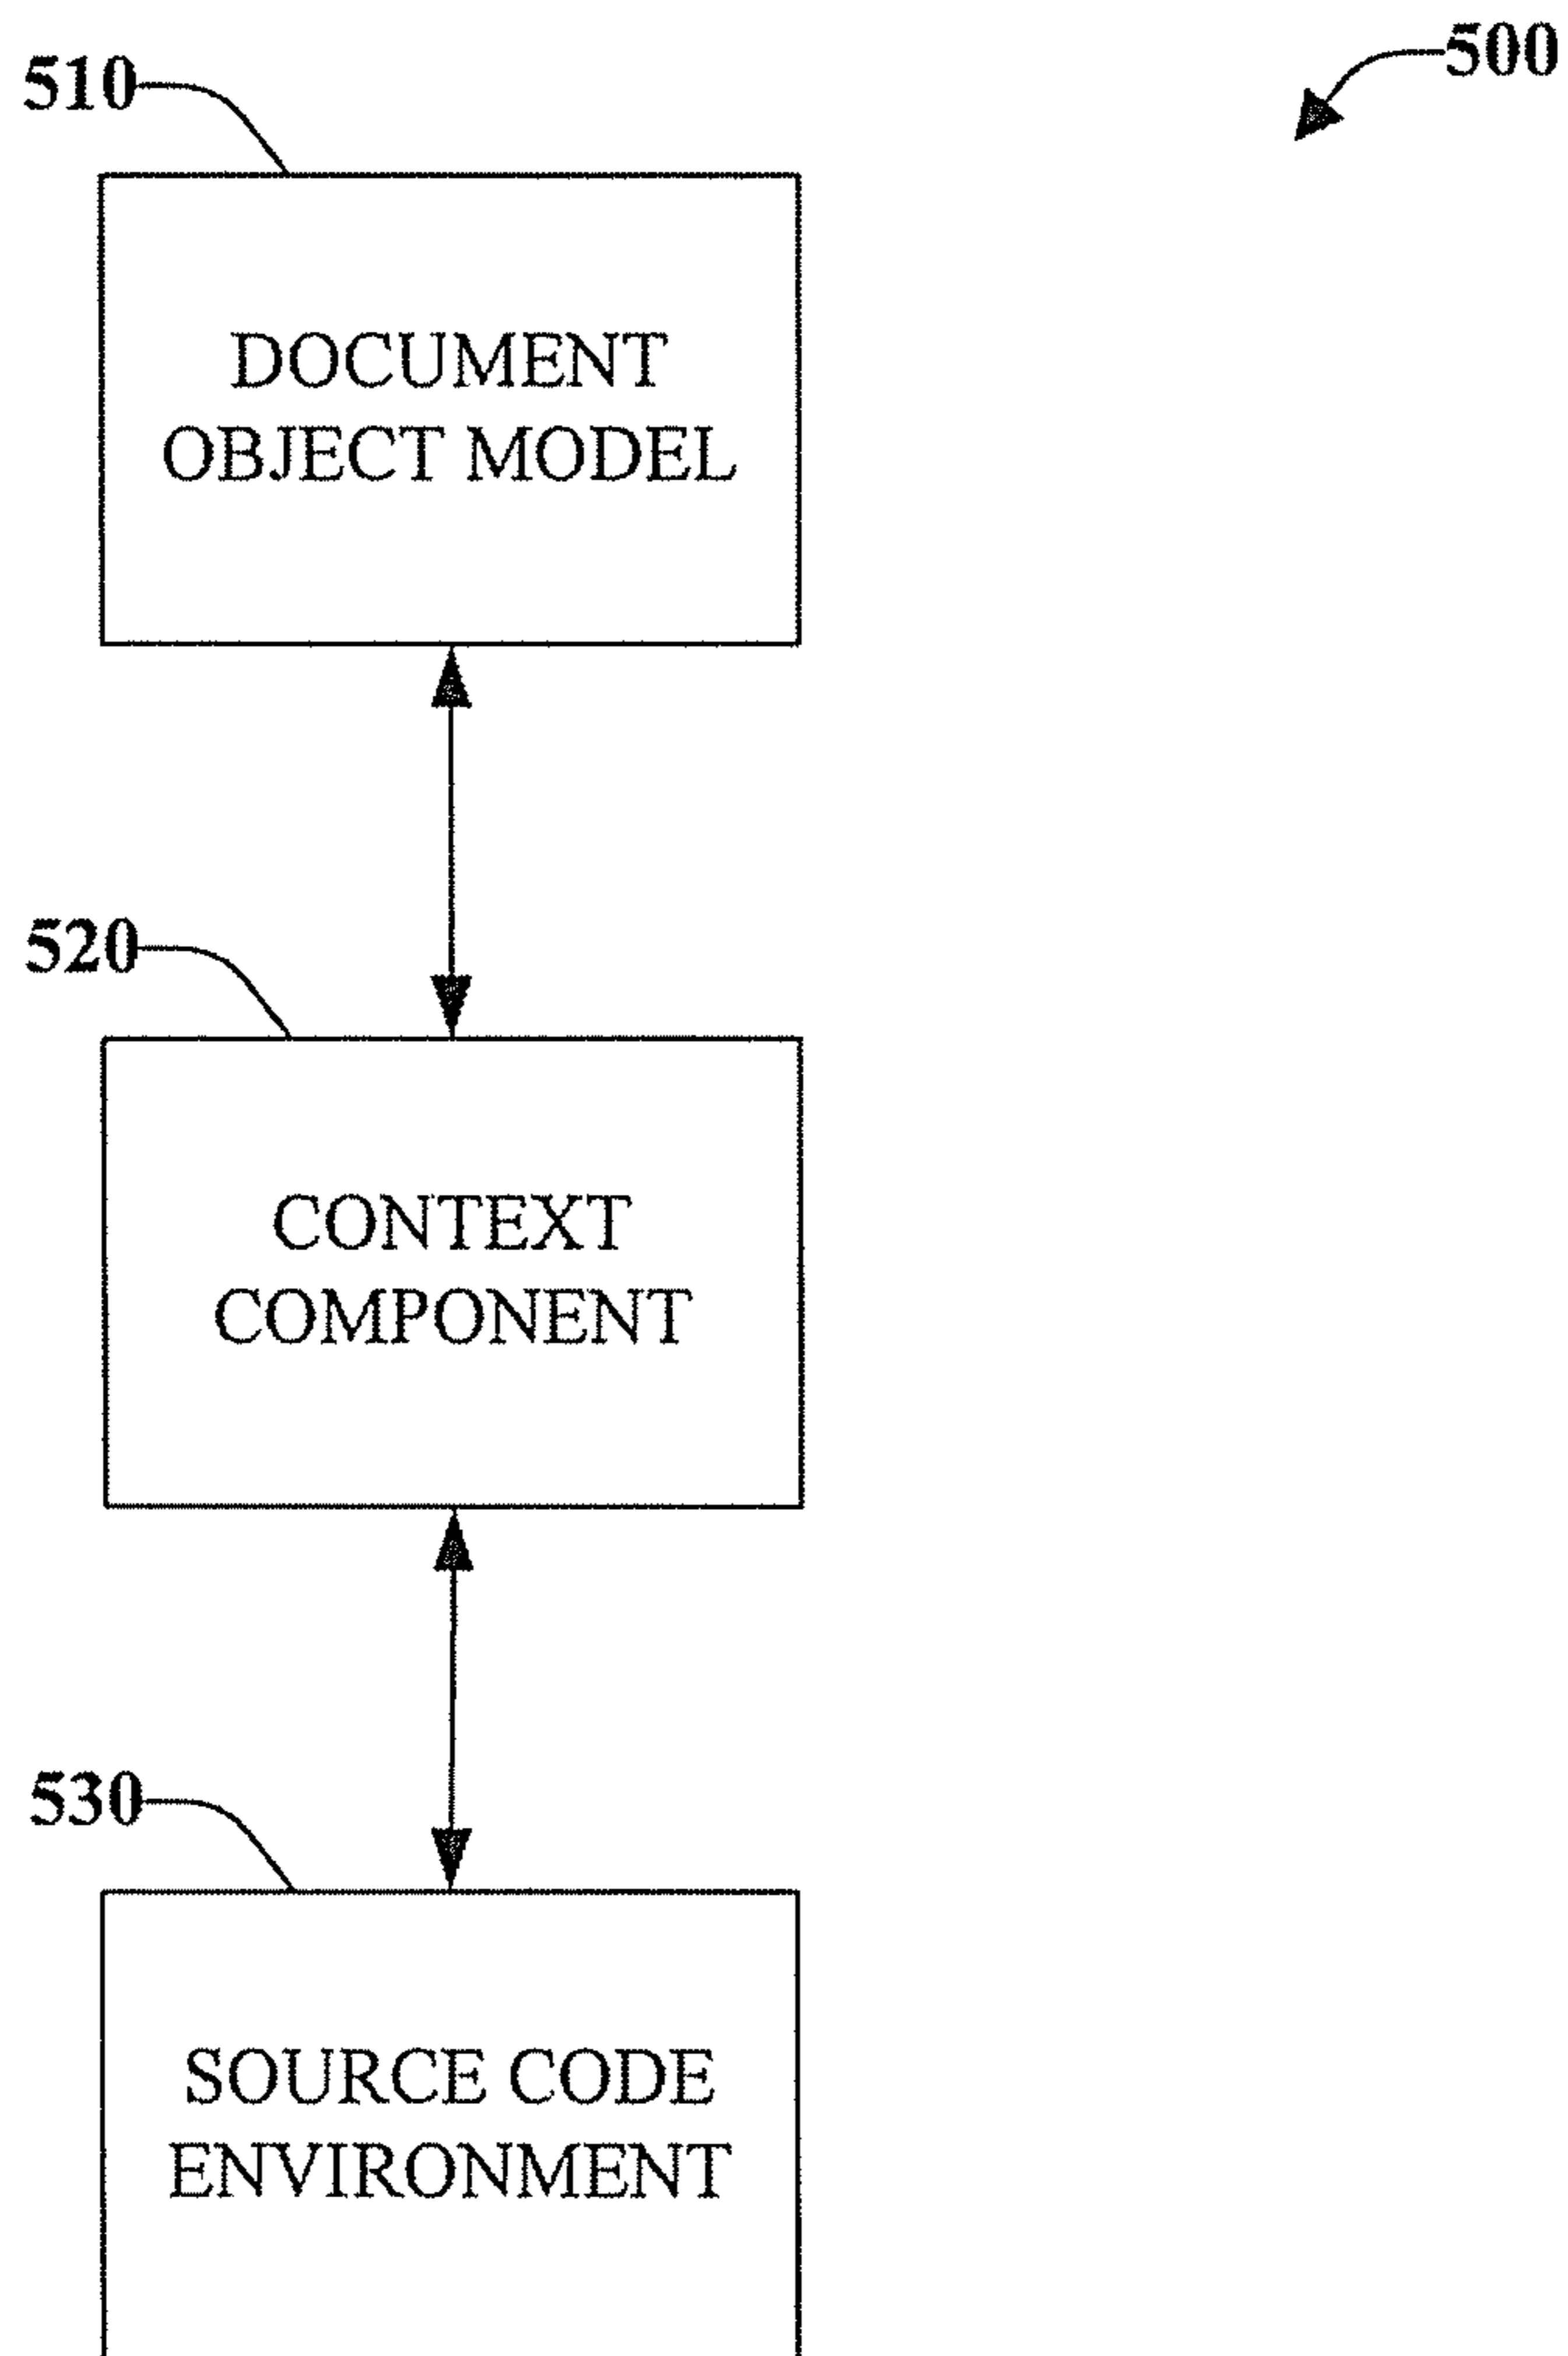 500
510
DOCUMENT
OBJECT MODEL
520
CONTEXT
COMPONENT
530
SOURCE CODE
ENVIRONMENT